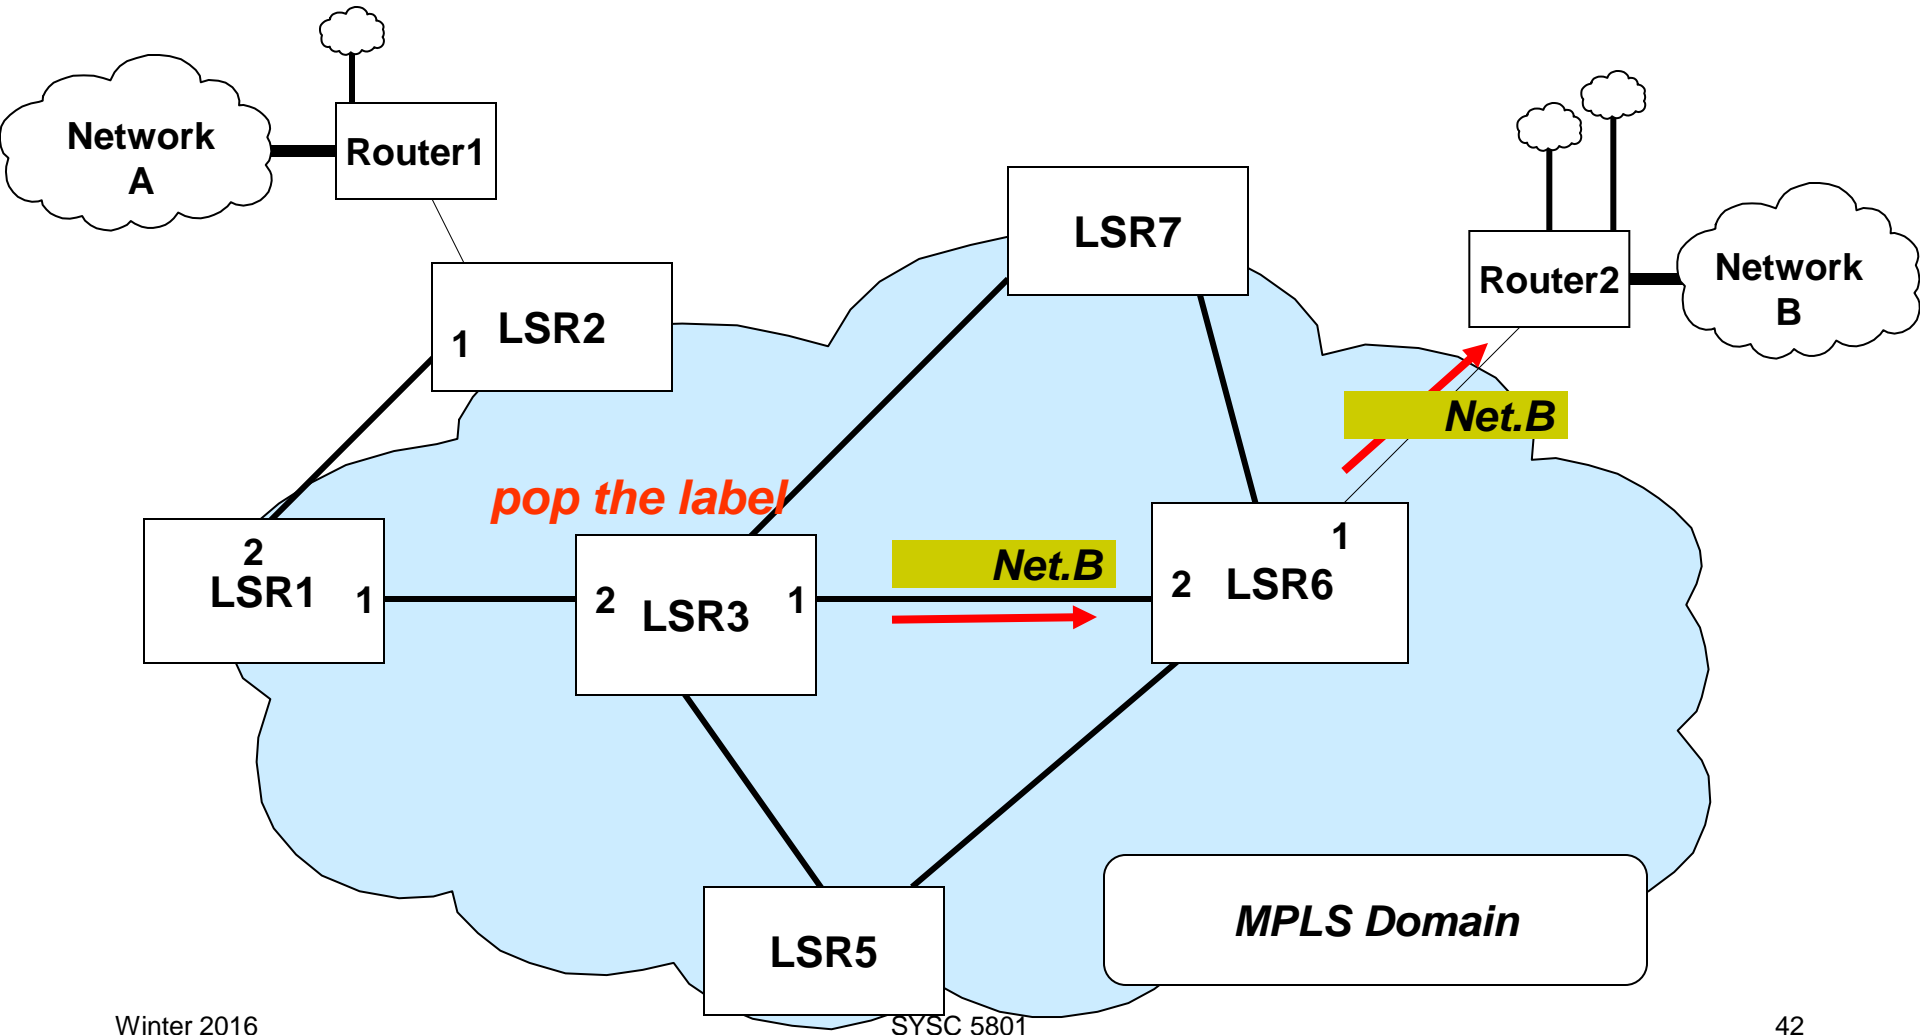 Network
A
Router1
LSR7
Router2
Network
B
1
LSR2
Net.B
pop the label
2
LSR1
1
2
LSR3
1
Net.B
1
2
LSR6
LSR5
MPLS Domain
Winter 2016
SYSC 5801
42